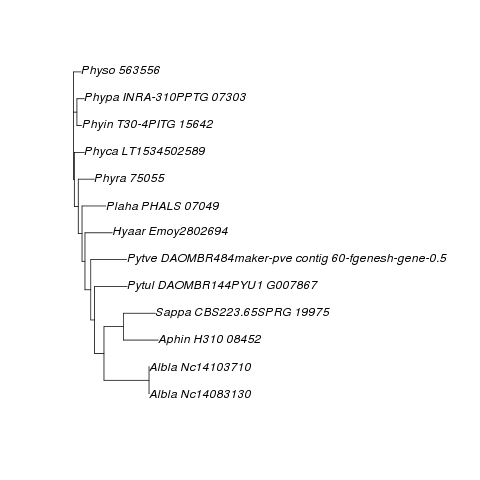 Physo 563556
Phypa INRA-310PPTG 07303
Phyin T30-4PITG 15642
Phyca LT1534502589
Phyra 75055
Plaha PHALS 07049
Hyaar Emoy2802694
Pytve DAOMBR484maker-pve contig 60-fgenesh-gene-0.5
Pytul DAOMBR144PYU1 G007867
Sappa CBS223.65SPRG 19975
Aphin H310 08452
Albla Nc14103710
Albla Nc14083130